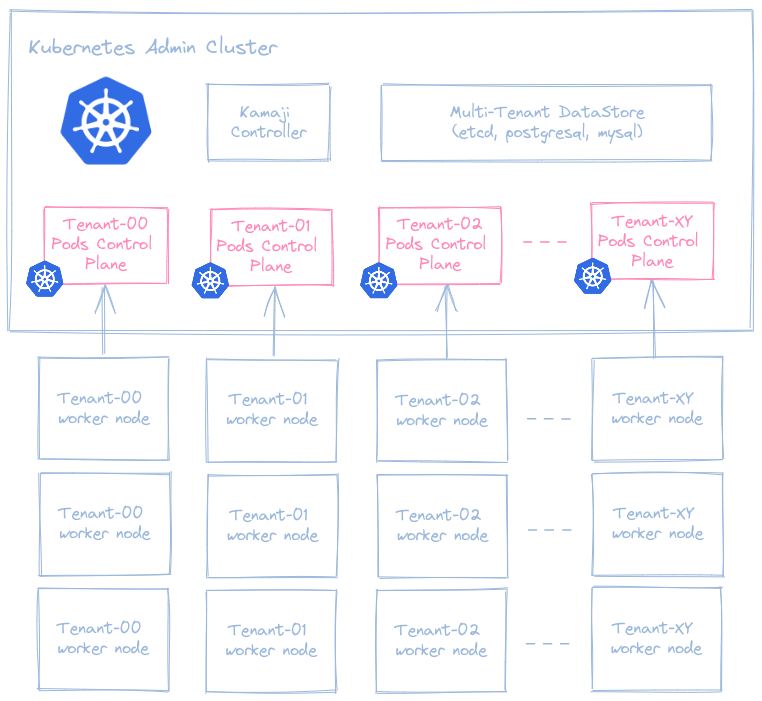 Kubernetes Admin Cluster
Kamaji
Controller
Multi-Tenant DataStore
(etcd, postgresql, mysql)
Tenant-00
Pods Control
Plane
Tenant-01
Pods Control
Plane
Tenant-02
Pods Control
Plane
Tenant-XY
Pods Control
Plane
Tenant-00
worker node
Tenant-01
worker node
Tenant-02
worker node
Tenant-XY
worker node
Tenant-00
worker node
Tenant-01
worker node
Tenant-02
worker node
Tenant-XY
worker node
Tenant-00
worker node
Tenant-01
worker node
Tenant-02
worker node
Tenant-XY
worker node